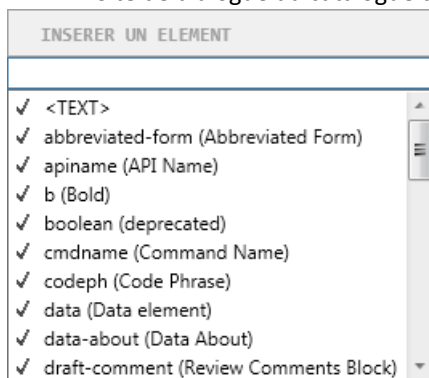 INSERER UN ELEMENT
<TEXT>
abbreviated-form (Abbreviated Form)
apiname (API Name)
b (Bold)
boolean (deprecated)
cmdname (Command Name)
codeph (Code Phrase)
data (Data element)
data-about (Data About)
draft-comment (Review Comments Block)